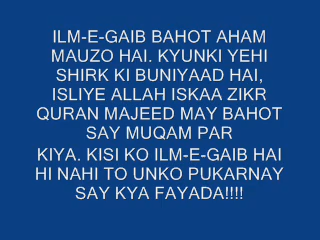 ILM-E-GAIB BAHOT AHAM
MAUZO HAI. KYUNKI YEHI
SHIRK KI BUNIYAAD HAI,
ISLIYE ALLAH ISKAA ZIKR
QURAN MAJEED MAY BAHOT
SAY MUQAM PAR
KIYA. KISI KO ILM-E-GAIB HAI
HI NAHI TO UNKO PUKARNAY
SAY KYA FAYADA!!!!